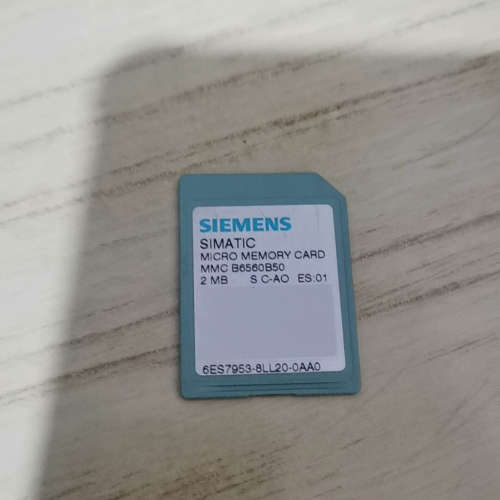 SIEMENS
SIMATIC
MICRO MEMORY CARD
MMC B6560B50
2 MB S C-AO ES:01
6ES7953-8LL20-0AA0